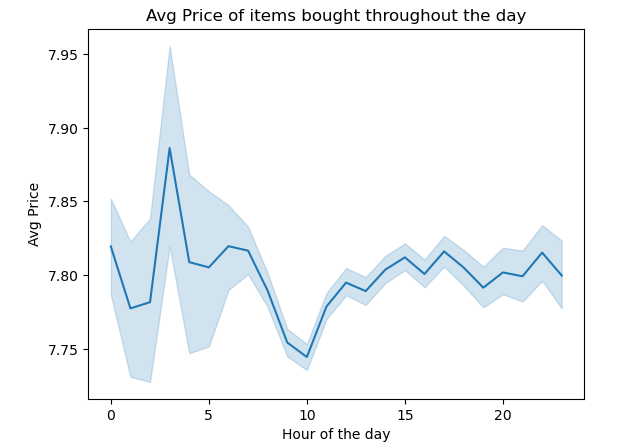 Avg Price of items bought throughout the day
7.95
7.90
7.85
7.80
7.75
Avg Price
0 5 10 15 20
Hour of the day